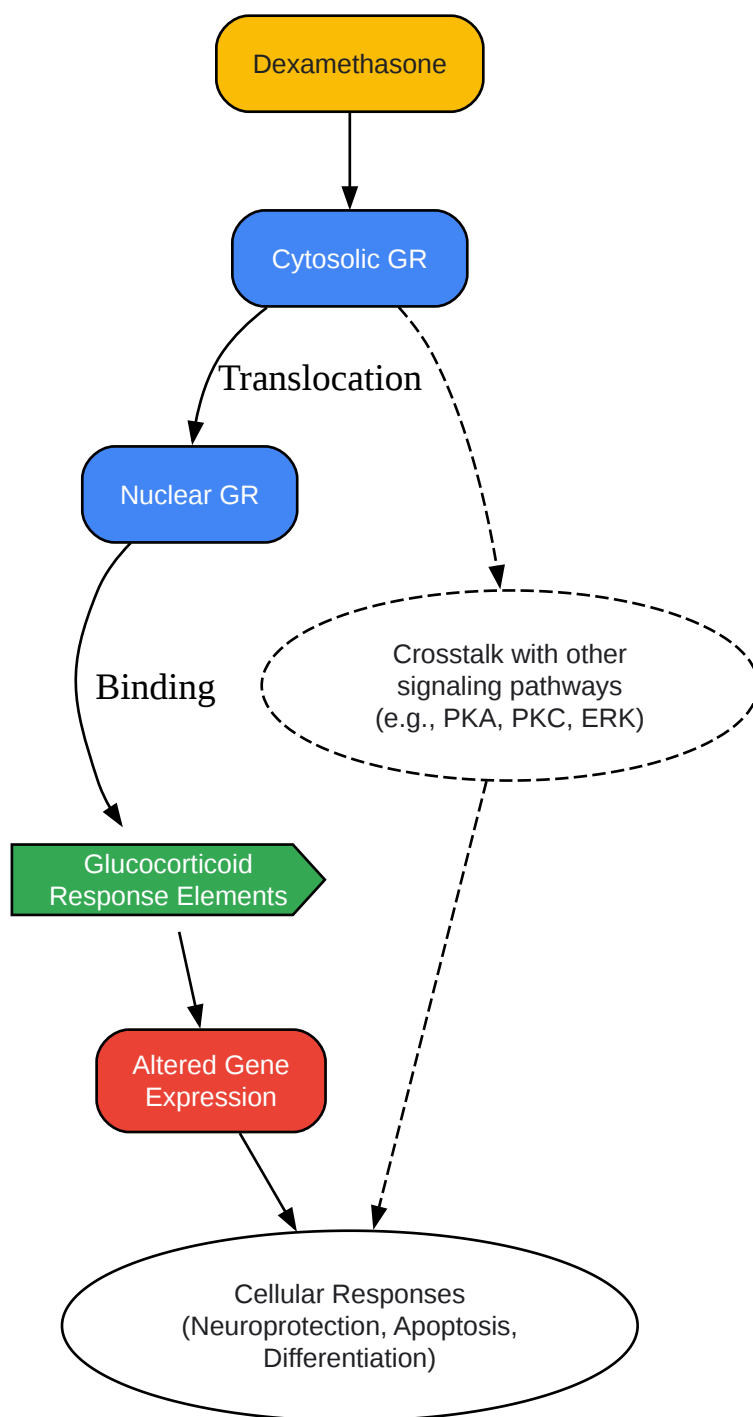 Dexamethasone
Cytosolic GR
Translocation
Nuclear GR
Crosstalk with other
signaling pathways
(e.g., PKA, PKC, ERK)
Binding
Glucocorticoid
Response Elements
Altered Gene
Expression
Cellular Responses
(Neuroprotection, Apoptosis,
Differentiation)